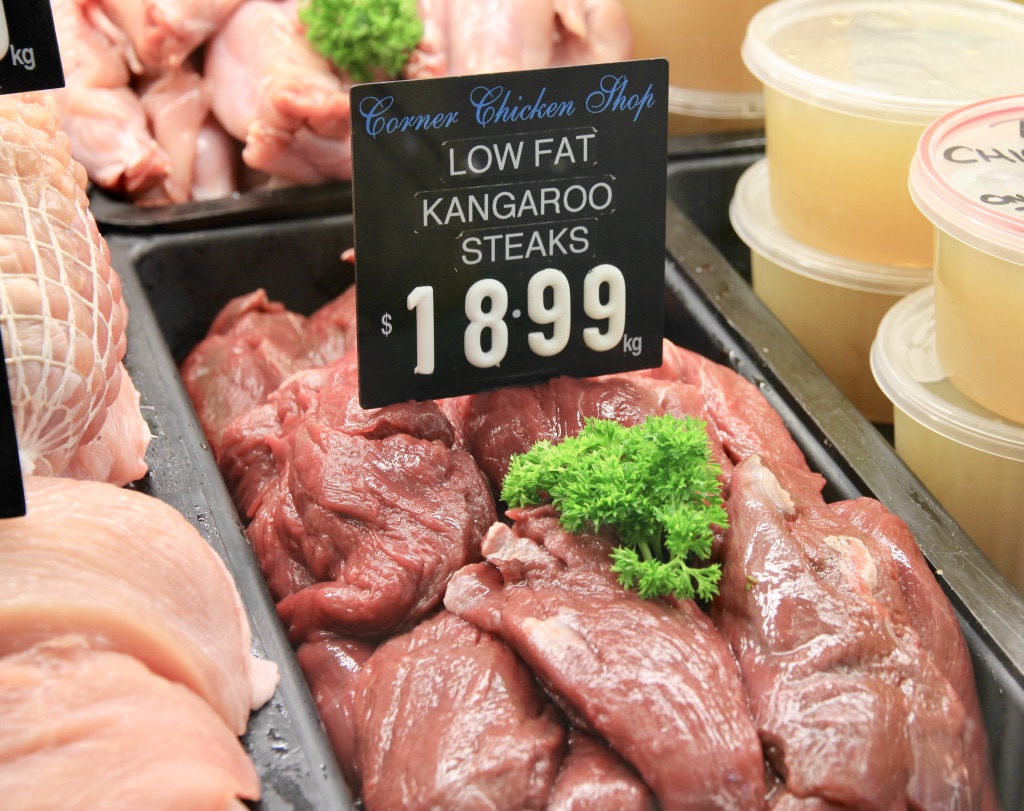 kg
Corner Chicken Shop
LOW FAT
KANGAROO
STEAKS
$18.99
kg